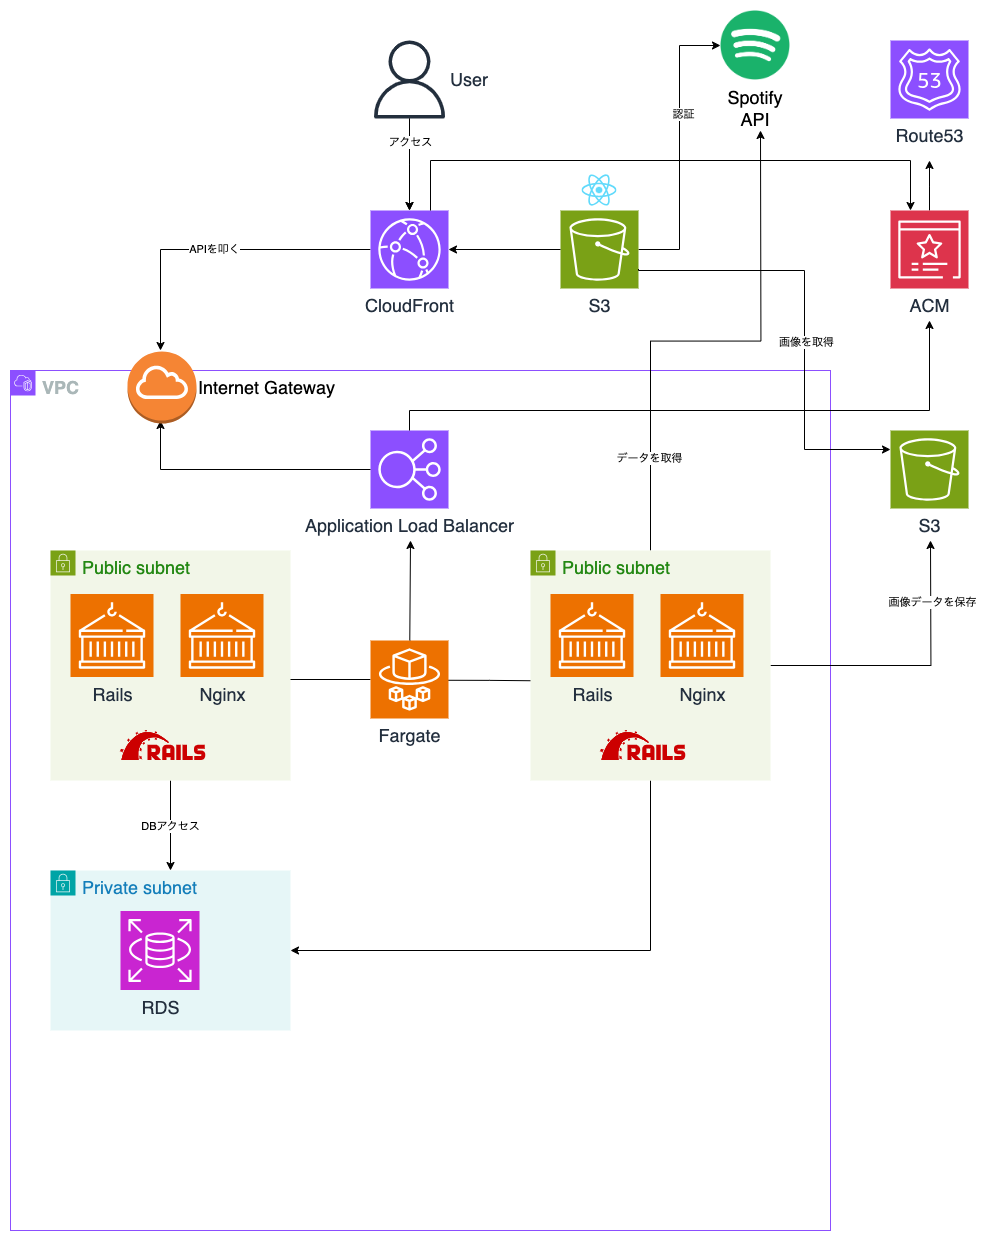 User
Spotify
API
53
Route53
認証
アクセス
APIを叩く
CloudFront
S3
ACM
画像を取得
VPC
Internet Gateway
データを取得
Application Load Balancer
S3
Public subnet
Public subnet
画像データを保存
Rails
Nginx
Fargate
Rails
Nginx
RAILS
RAILS
DBアクセス
Private subnet
RDS